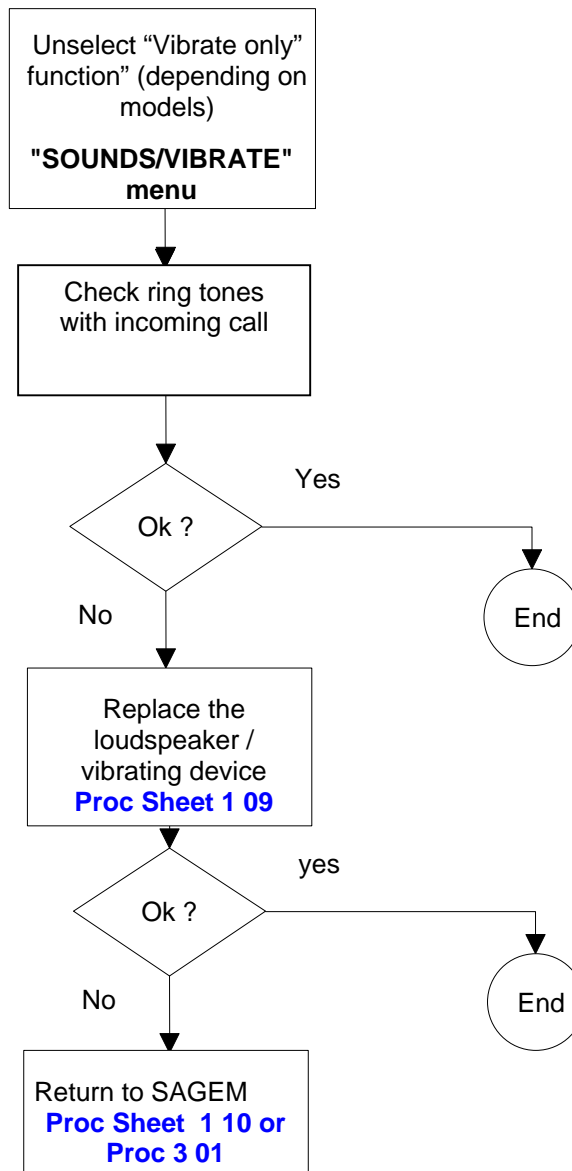 Unselect “Vibrate only”
function” (depending on
models)
"SOUNDS/VIBRATE"
menu
Check ring tones
with incoming call
Ok ?
Yes
End
No
Replace the
loudspeaker /
vibrating device
Proc Sheet 1 09
Ok ?
yes
End
No
Return to SAGEM
Proc Sheet 1 10 or
Proc 3 01